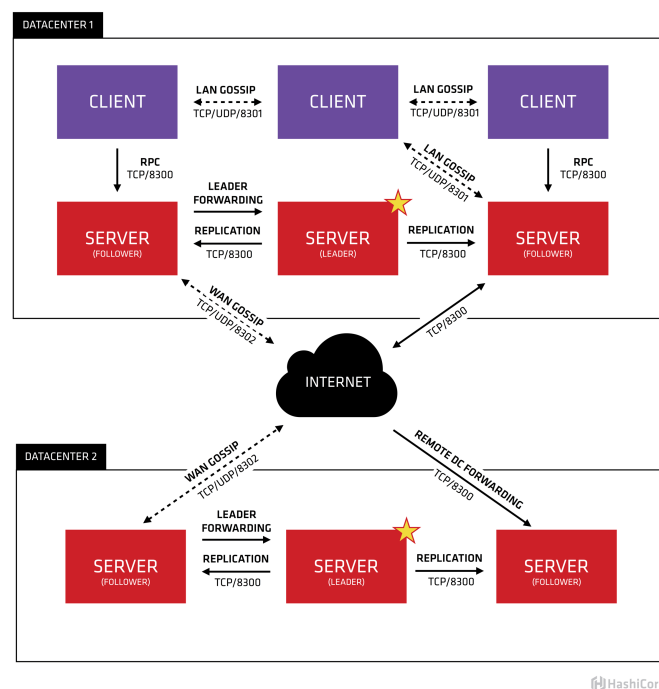 DATACENTER 1
CLIENT
LAN GOSSIP
TCP/UDP/8301
CLIENT
LAN GOSSIP
TCP/UDP/8301
CLIENT
RPC
TCP/8300
LAN GOSSIP
TCP/UDP/8301
RPC
TCP/8300
SERVER
(FOLLOWER)
LEADER
FORWARDING
REPLICATION
TCP/8300
SERVER
(LEADER)
REPLICATION
TCP/8300
SERVER
(FOLLOWER)
WAN GOSSIP
TCP/UDP/8302
TCP/8300
INTERNET
DATACENTER 2
WAN GOSSIP
TCP/UDP/8302
REMOTE DC FORWARDING
TCP/8300
SERVER
(FOLLOWER)
LEADER
FORWARDING
REPLICATION
TCP/8300
SERVER
(LEADER)
REPLICATION
TCP/8300
SERVER
(FOLLOWER)
HashiCor